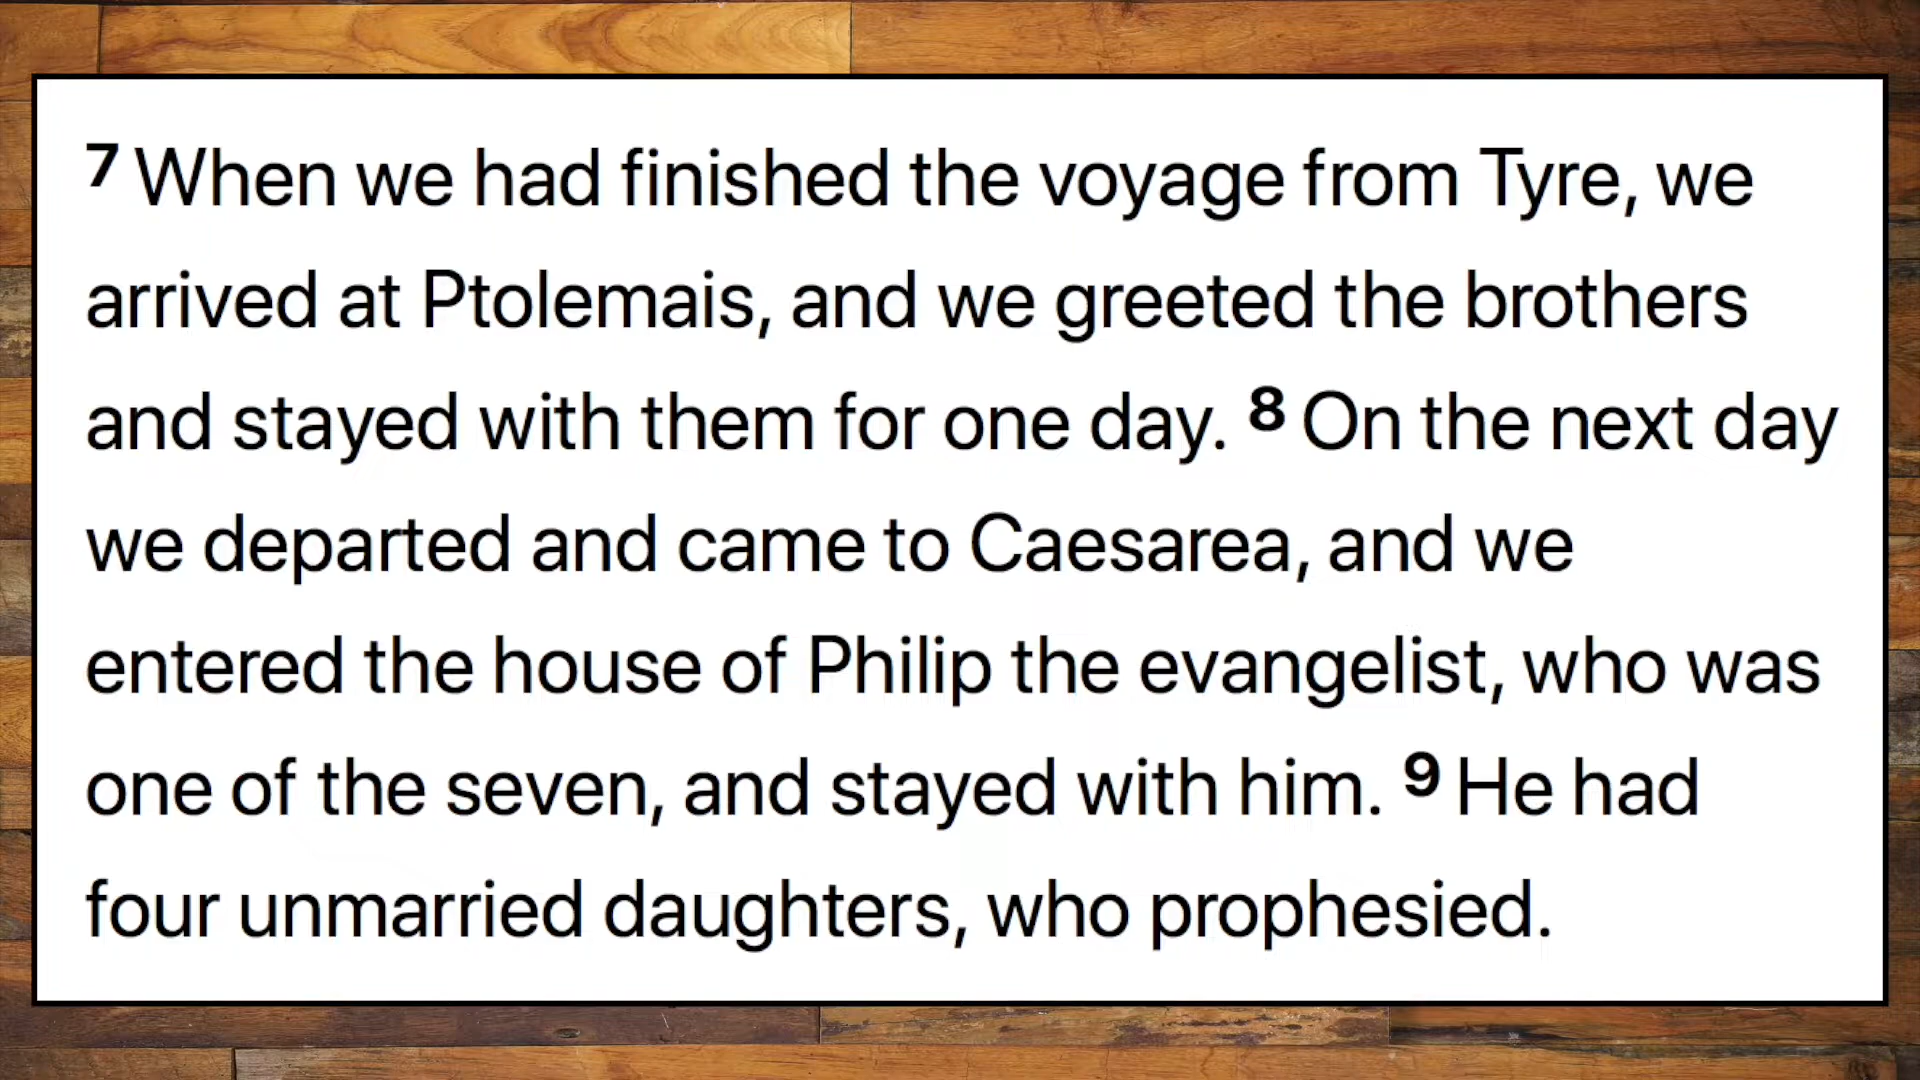 7 When we had finished the voyage from Tyre, we
arrived at Ptolemais, and we greeted the brothers
and stayed with them for one day. 8 On the next day
we departed and came to Caesarea, and we
entered the house of Philip the evangelist, who was
one of the seven, and stayed with him. 9 He had
four unmarried daughters, who prophesied.